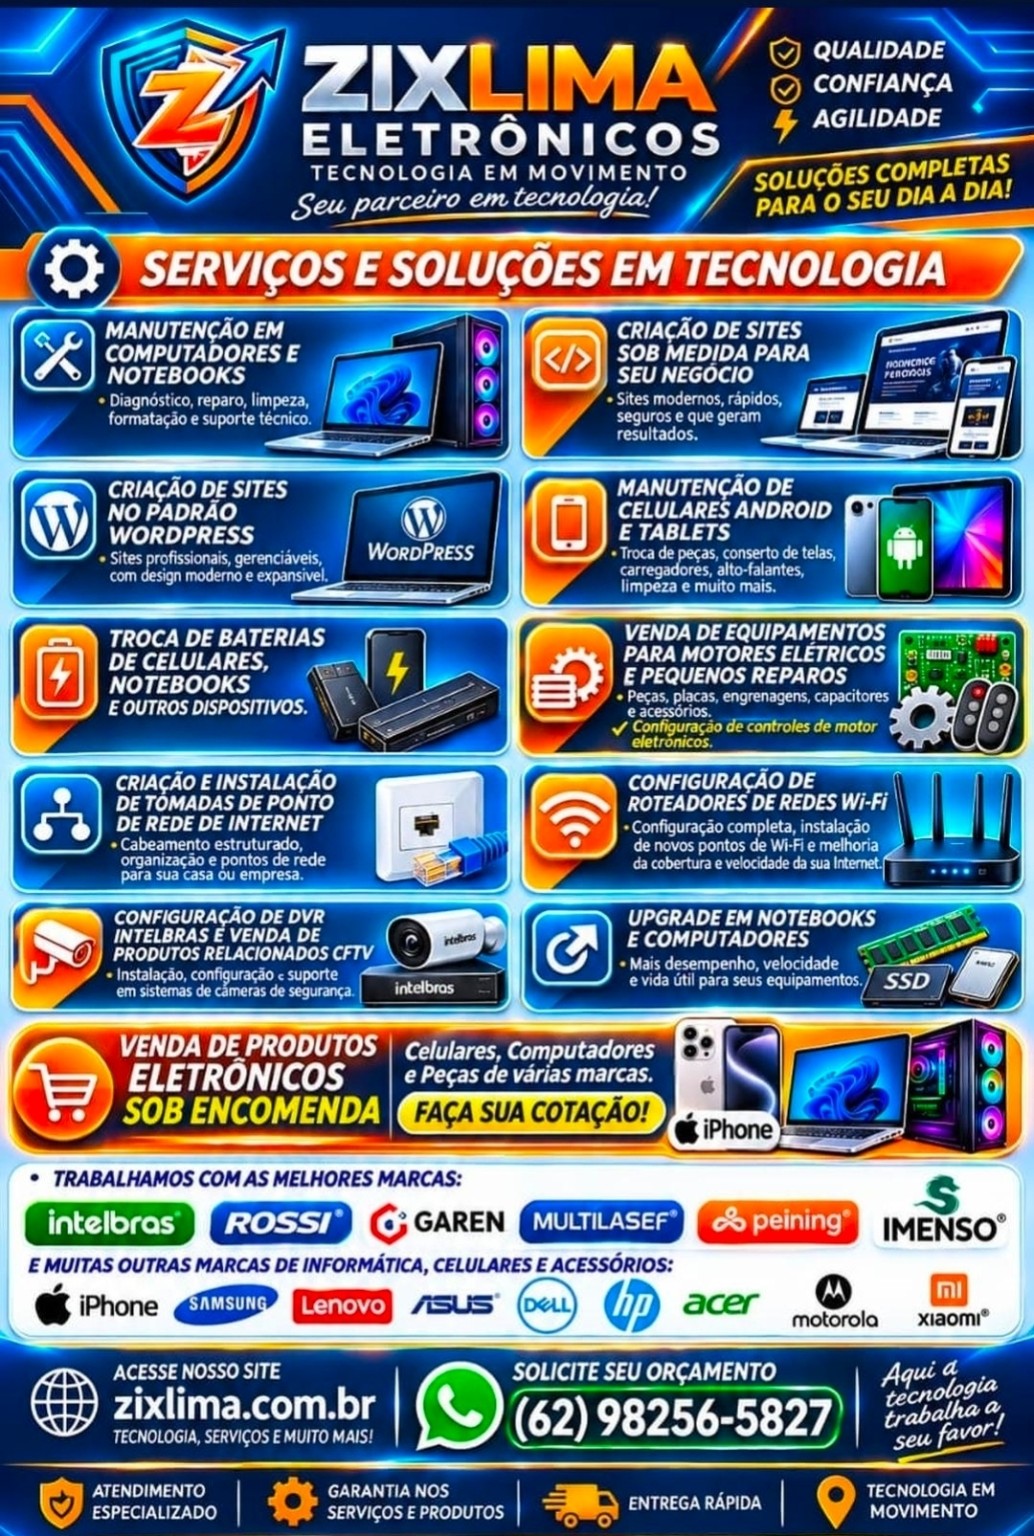 ZIXLIMA
ELETRÔNICOS
TECNOLOGIA EM MOVIMENTO
Seu parceiro em tecnologia!
QUALIDADE
CONFIANÇA
AGILIDADE
SOLUÇÕES COMPLETAS
PARA O SEU DIA A DIA!
SERVIÇOS E SOLUÇÕES EM TECNOLOGIA
MANUTENÇÃO EM
COMPUTADORES E
NOTEBOOKS
• Diagnóstico, reparo, limpeza,
formatação e suporte técnico.
CRIAÇÃO DE SITES
SOB MEDIDA PARA
SEU NEGÓCIO
• Sites modernos, rápidos,
seguros e que geram
resultados.
CRIAÇÃO DE SITES
NO PADRÃO
WORDPRESS
• Sites profissionais, gerenciáveis,
com design moderno e expansível.
WORDPRESS
MANUTENÇÃO DE
CELULARES ANDROID
E TABLETS
• Troca de peças, conserto de telas,
carregadores, alto-falantes,
limpeza e muito mais.
TROCA DE BATERIAS
DE CELULARES,
NOTEBOOKS
E OUTROS DISPOSITIVOS.
VENDA DE EQUIPAMENTOS
PARA MOTORES ELÉTRICOS
E PEQUENOS REPAROS
• Peças, placas, engrenagens, capacitores
e acessórios.
✓ Configuração de controles de motor
eletrônicos.
CRIAÇÃO E INSTALAÇÃO
DE TOMADAS DE PONTO
DE REDE DE INTERNET
• Cabeamento estruturado,
organização e pontos de rede
para sua casa ou empresa.
CONFIGURAÇÃO DE
ROTEADORES DE REDES Wi-Fi
• Configuração completa, instalação
de novos pontos de Wi-Fi e melhoria
da cobertura e velocidade da sua Internet.
CONFIGURAÇÃO DE DVR
INTELBRAS E VENDA DE
PRODUTOS RELACIONADOS CFTV
• Instalação, configuração e suporte
em sistemas de câmeras de segurança.
intelbras
intelbras
UPGRADE EM NOTEBOOKS
E COMPUTADORES
• Mais desempenho, velocidade
e vida útil para seus equipamentos.
SSD
VENDA DE PRODUTOS
ELETRÔNICOS
SOB ENCOMENDA
Celulares, Computadores
e Peças de várias marcas.
FAÇA SUA COTAÇÃO!
iPhone
• TRABALHAMOS COM AS MELHORES MARCAS:
intelbras® ROSSI® GAREN MULTILASEF® peining® IMENSO®
E MUITAS OUTRAS MARCAS DE INFORMÁTICA, CELULARES E ACESSÓRIOS:
iPhone SAMSUNG Lenovo ASUS® DELL hp acer motorola xiaomi®
ACESSE NOSSO SITE
zixlima.com.br
TECNOLOGIA, SERVIÇOS E MUITO MAIS!
SOLICITE SEU ORÇAMENTO
(62) 98256-5827
Aqui a
tecnologia
trabalha a
seu favor!
ATENDIMENTO
ESPECIALIZADO
GARANTIA NOS
SERVIÇOS E PRODUTOS
ENTREGA RÁPIDA
TECNOLOGIA EM
MOVIMENTO